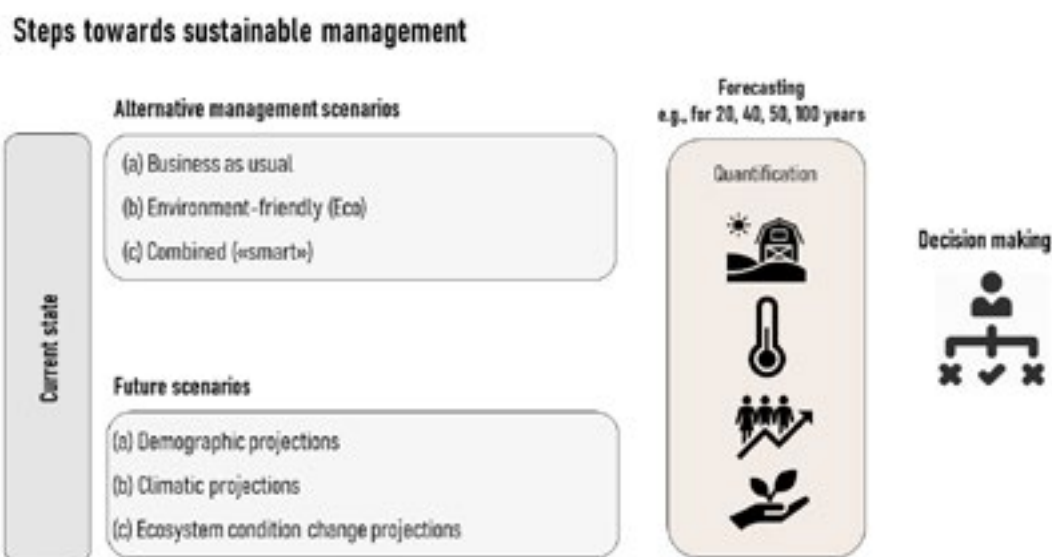 Steps towards sustainable management
Alternative management scenarios
(a) Business as usual
(b) Environment-friendly (Eco)
(c) Combined («smart»)
Current state
Future scenarios
(a) Demographic projections
(b) Climatic projections
(c) Ecosystem condition change projections
Forecasting
e.g., for 20, 40, 50, 100 years
Quantification
Decision making